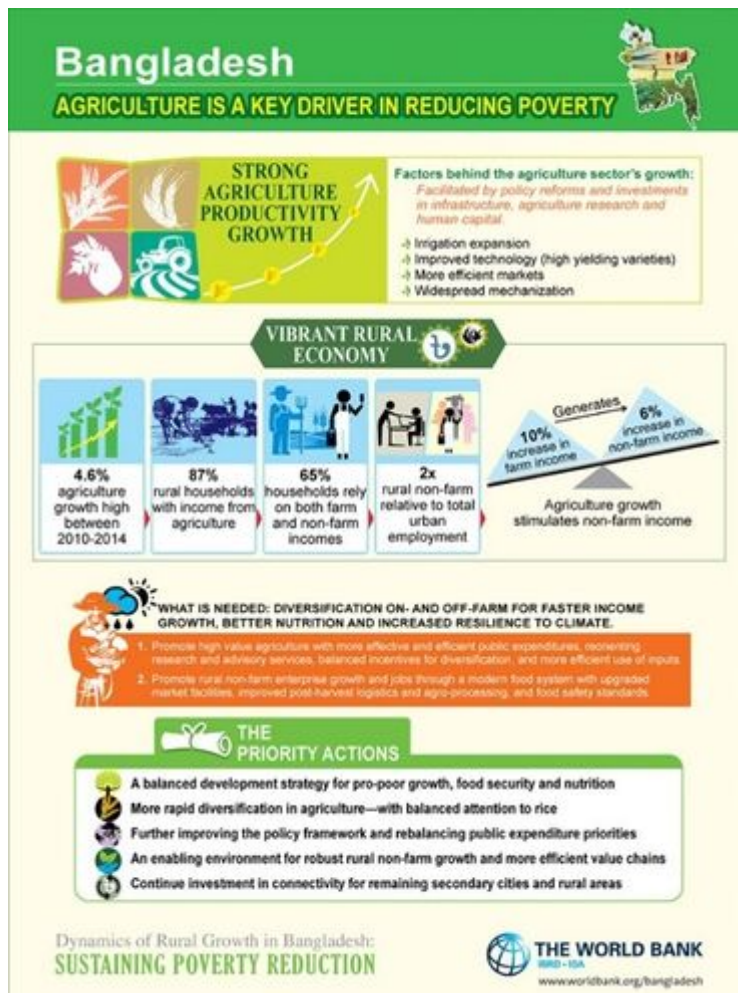 Bangladesh
AGRICULTURE IS A KEY DRIVER IN REDUCING POVERTY
STRONG
AGRICULTURE
PRODUCTIVITY
GROWTH
Factors behind the agriculture sector's growth:
Facilitated by policy reforms and investments
in infrastructure, agriculture research and
human capital.
Irrigation expansion
Improved technology (high yielding varieties)
More efficient markets
Widespread mechanization
VIBRANT RURAL
ECONOMY
৳
4.6%
agriculture
growth high
between
2010-2014
87%
rural households
with income from
agriculture
65%
households rely
on both farm
and non-farm
incomes
2x
rural non-farm
relative to total
urban
employment
10%
increase in
farm income
Generates
6%
increase in
non-farm income
Agriculture growth
stimulates non-farm income
WHAT IS NEEDED: DIVERSIFICATION ON- AND OFF-FARM FOR FASTER INCOME
GROWTH, BETTER NUTRITION AND INCREASED RESILIENCE TO CLIMATE.
1. Promote high value agriculture with more effective and efficient public expenditures, reorienting
research and advisory services, balanced incentives for diversification, and more efficient use of inputs
2. Promote rural non-farm enterprise growth and jobs through a modern food system with upgraded
market facilities, improved post-harvest logistics and agro-processing, and food safety standards
THE
PRIORITY ACTIONS
A balanced development strategy for pro-poor growth, food security and nutrition
More rapid diversification in agriculture—with balanced attention to rice
Further improving the policy framework and rebalancing public expenditure priorities
An enabling environment for robust rural non-farm growth and more efficient value chains
Continue investment in connectivity for remaining secondary cities and rural areas
Dynamics of Rural Growth in Bangladesh:
SUSTAINING POVERTY REDUCTION
THE WORLD BANK
IBRD • IDA
www.worldbank.org/bangladesh